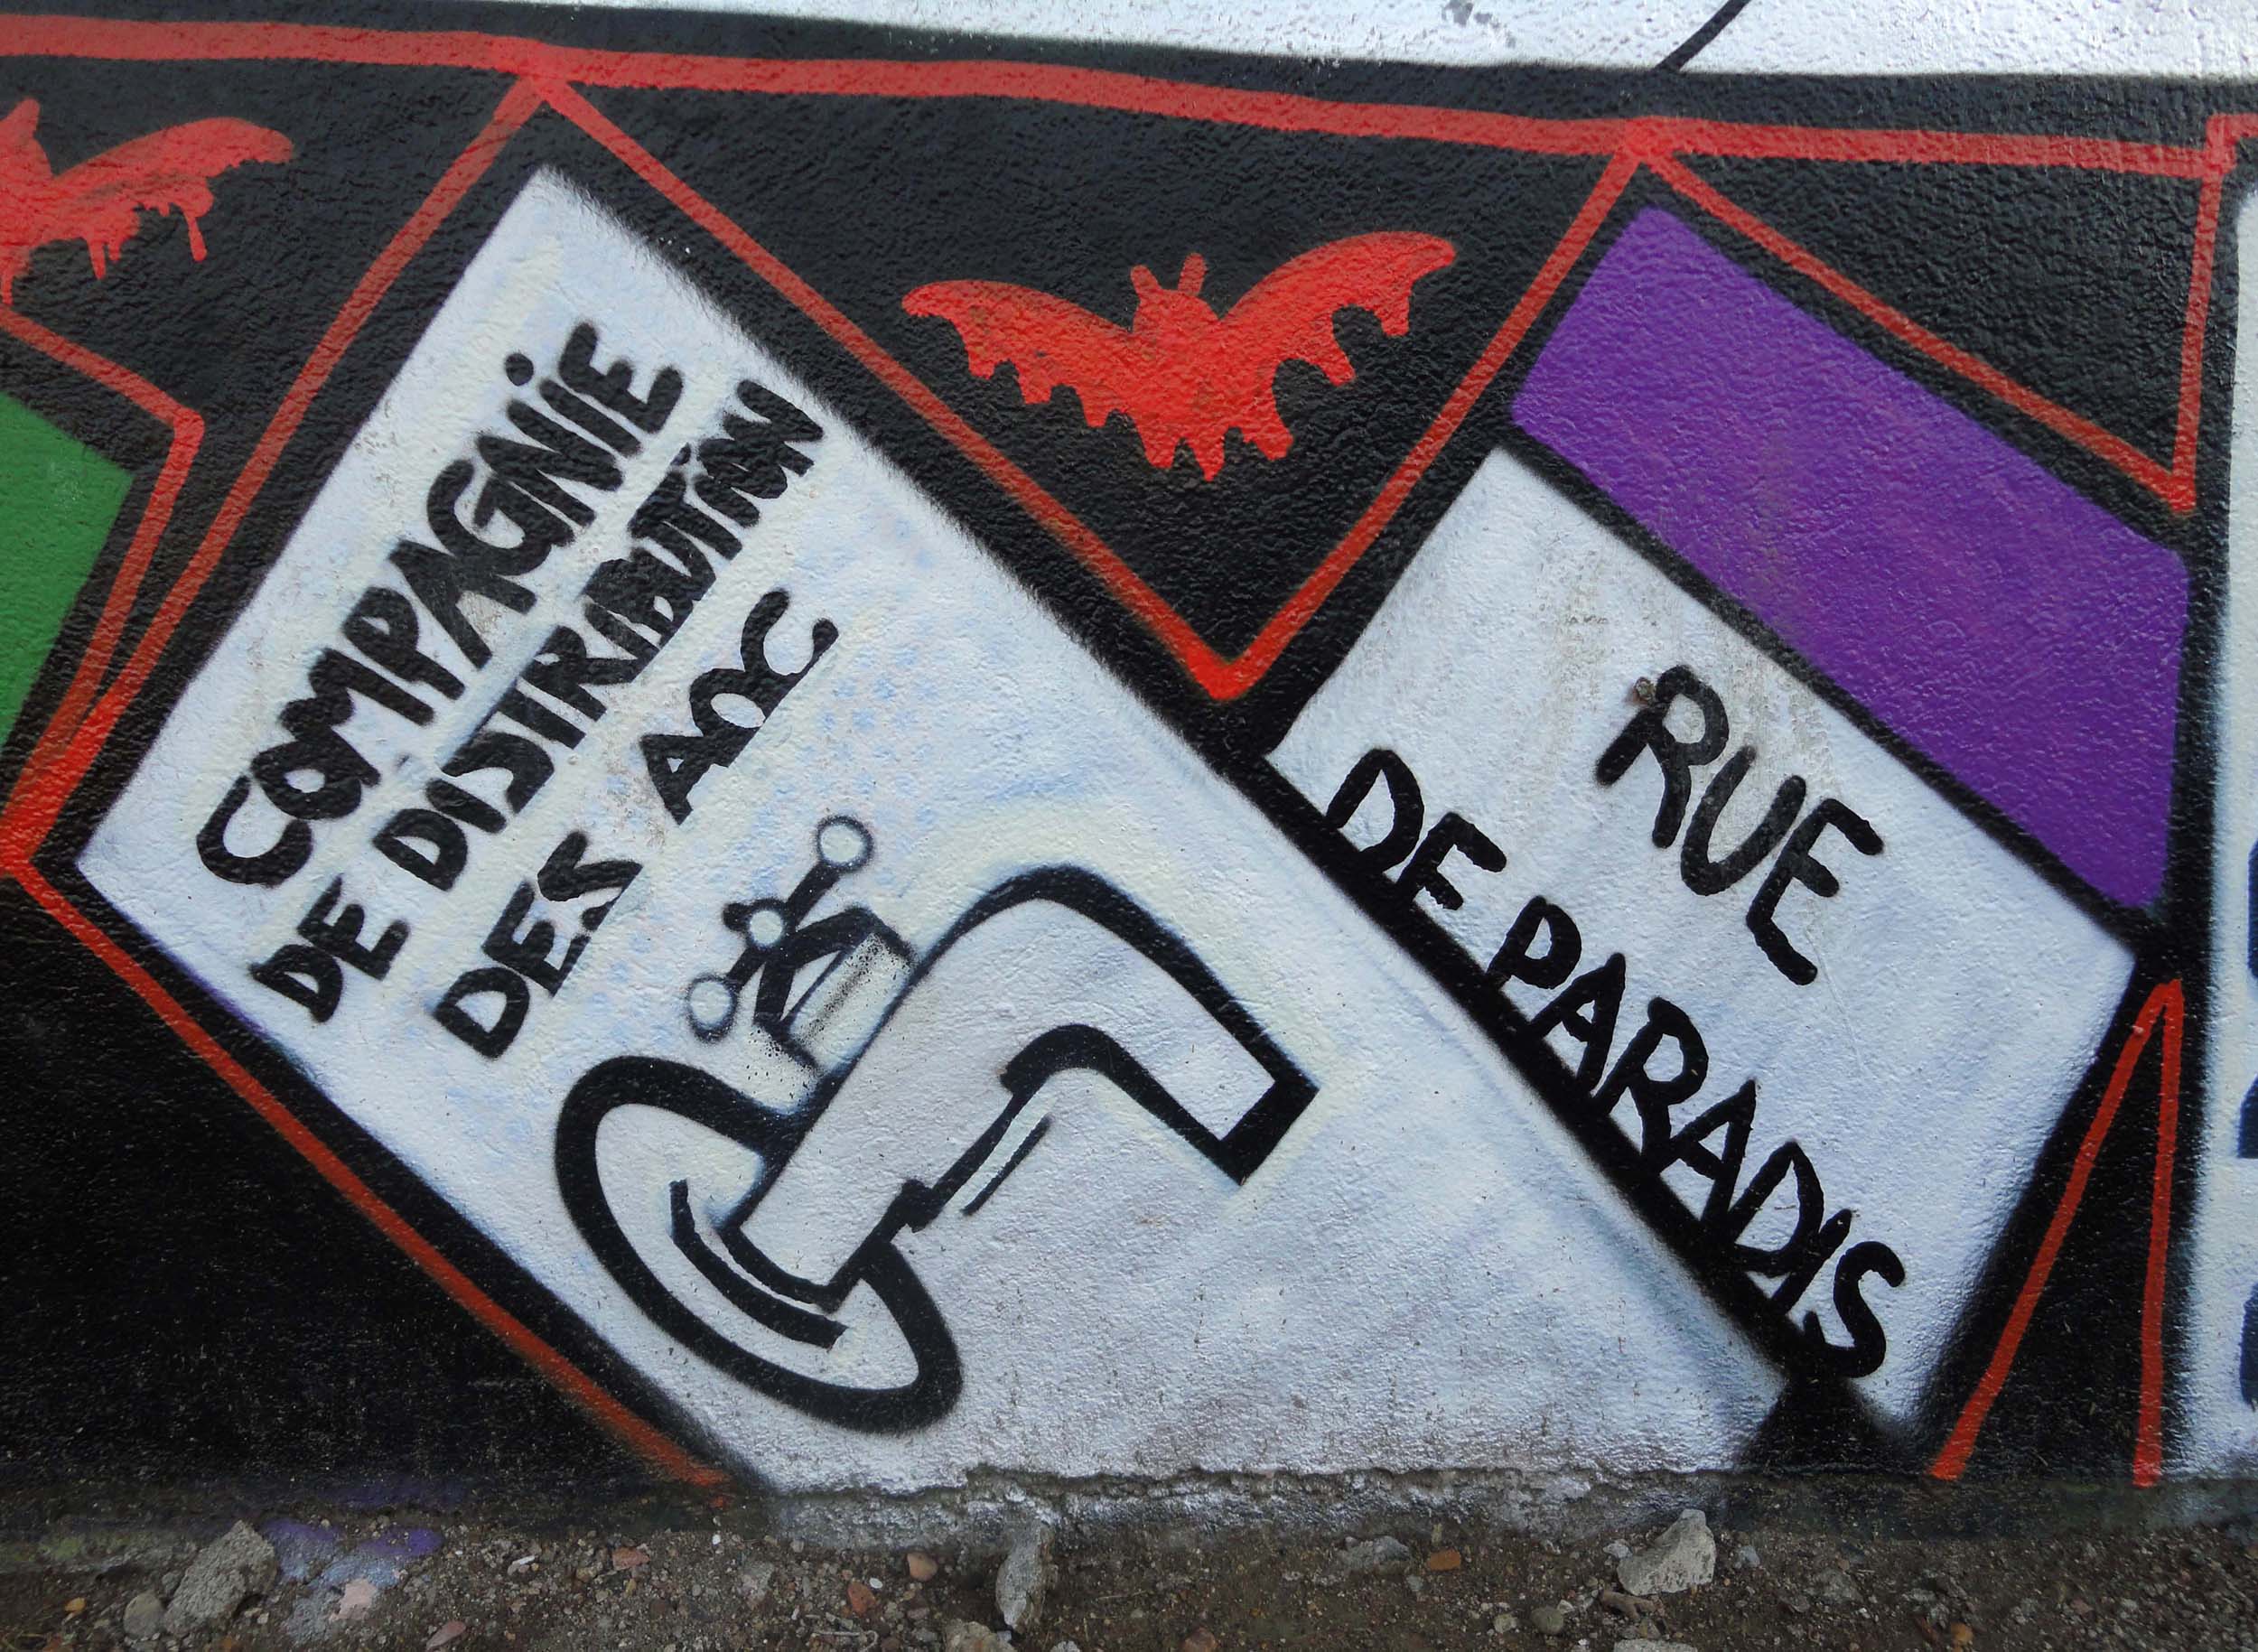 COMPAGNIE
DE DISTRIBUTION
DES AOC
RUE
DE PARADIS